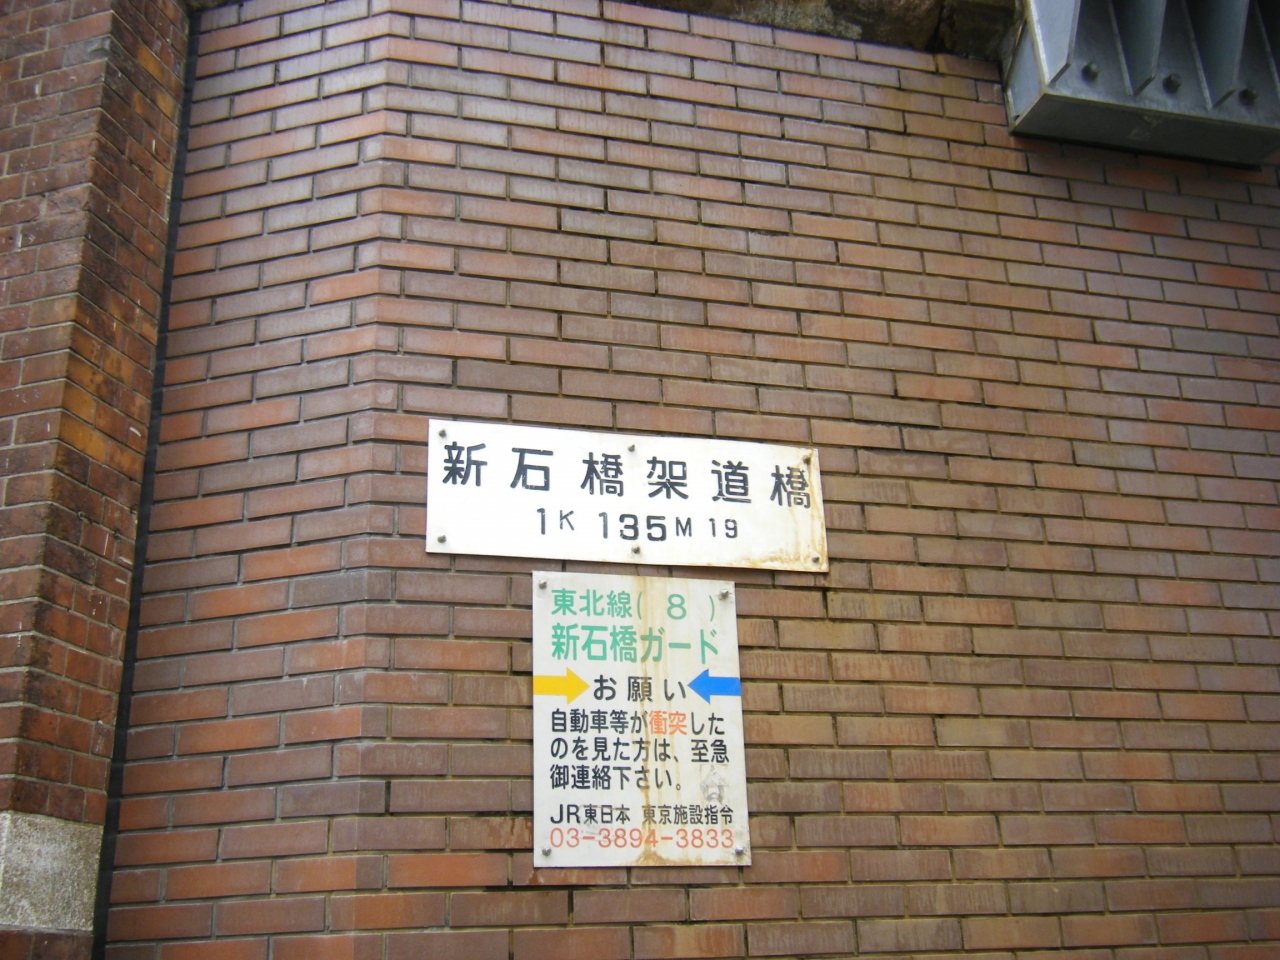 新石橋架道橋
1K 135M 19
東北線( 8 )
新石橋ガード
お願い
自動車等が衝突した
のを見た方は、至急
御連絡下さい。
JR東日本 東京施設指令
03-3894-3833